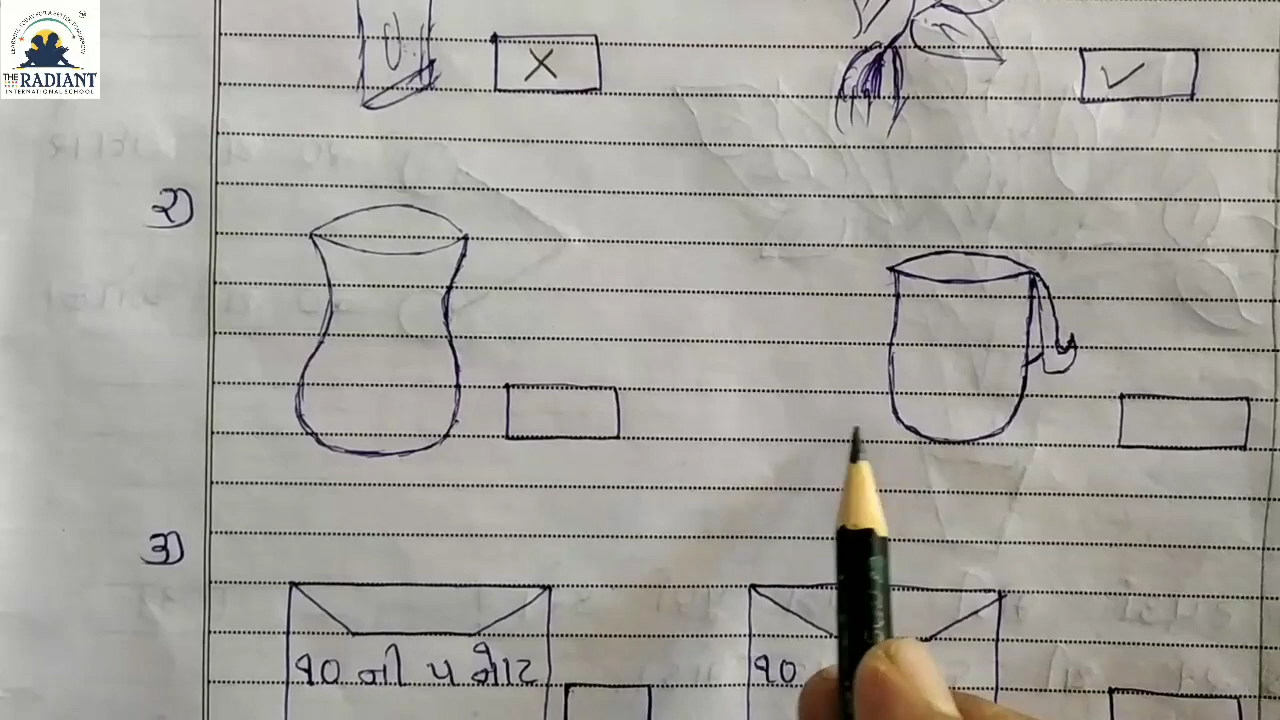 THE RADIANT
INTERNATIONAL SCHOOL
૨)
૩)
૧૦ ની ૫ નોટ
૧૦